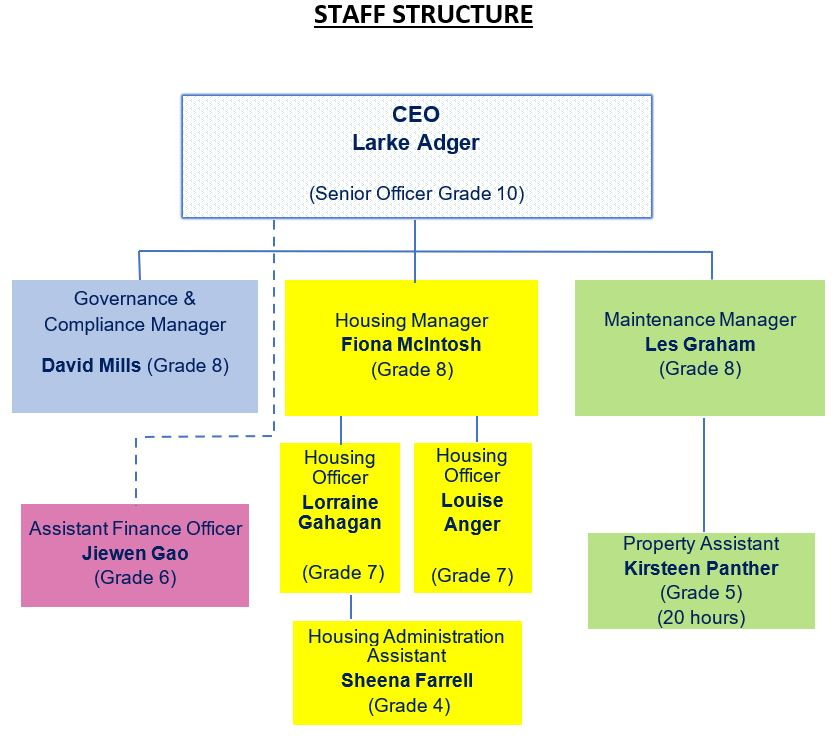 STAFF STRUCTURE
CEO
Larke Adger
(Senior Officer Grade 10)
Governance &
Compliance Manager
David Mills (Grade 8)
Housing Manager
Fiona McIntosh
(Grade 8)
Maintenance Manager
Les Graham
(Grade 8)
Housing
Officer
Lorraine
Gahagan
(Grade 7)
Housing
Officer
Louise
Anger
(Grade 7)
Assistant Finance Officer
Jiewen Gao
(Grade 6)
Property Assistant
Kirsteen Panther
(Grade 5)
(20 hours)
Housing Administration
Assistant
Sheena Farrell
(Grade 4)